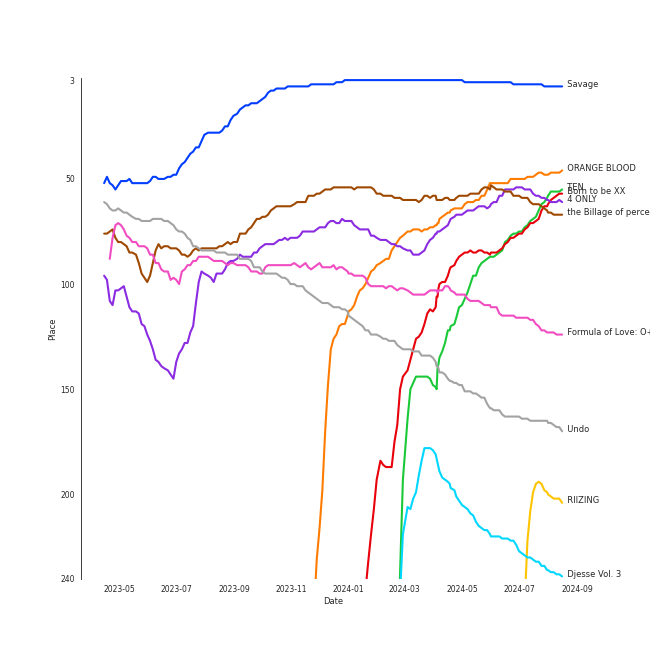 3
Savage
ORANGE BLOOD
50
TEN
Born to be XX
4 ONLY
the Billage of perce
100
Place
Formula of Love: O+
150
Undo
200
RIIZING
Djesse Vol. 3
240
2023-05 2023-07 2023-09 2023-11 2024-01 2024-03 2024-05 2024-07 2024-09
Date